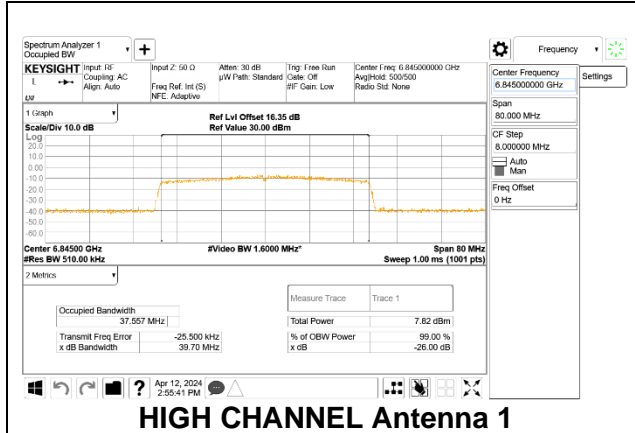 Spectrum Analyzer 1
Occupied BW
+
Frequency
KEYSIGHT
Input: RF
Coupling: AC
Align: Auto
Input Z: 50 Ω
Freq Ref: Int (S)
NFE: Adaptive
Atten: 30 dB
µW Path: Standard
Trig: Free Run
Gate: Off
#IF Gain: Low
Center Freq: 6.845000000 GHz
Avg|Hold: 500/500
Radio Std: None
L
Center Frequency
6.845000000 GHz
Settings
Span
80.000 MHz
CF Step
8.000000 MHz
Auto
Man
Freq Offset
0 Hz
1 Graph
Scale/Div 10.0 dB
Ref Lvl Offset 16.35 dB
Ref Value 30.00 dBm
Log
20.0
10.0
0.00
-10.0
-20.0
-30.0
-40.0
-50.0
-60.0
Center 6.84500 GHz
#Video BW 1.6000 MHz*
Span 80 MHz
#Res BW 510.00 kHz
Sweep 1.00 ms (1001 pts)
2 Metrics
Measure Trace
Trace 1
Occupied Bandwidth
37.557 MHz
Total Power
7.82 dBm
Transmit Freq Error
-25.500 kHz
% of OBW Power
99.00 %
x dB Bandwidth
39.70 MHz
x dB
-26.00 dB
?
Apr 12, 2024
2:55:41 PM
HIGH CHANNEL Antenna 1